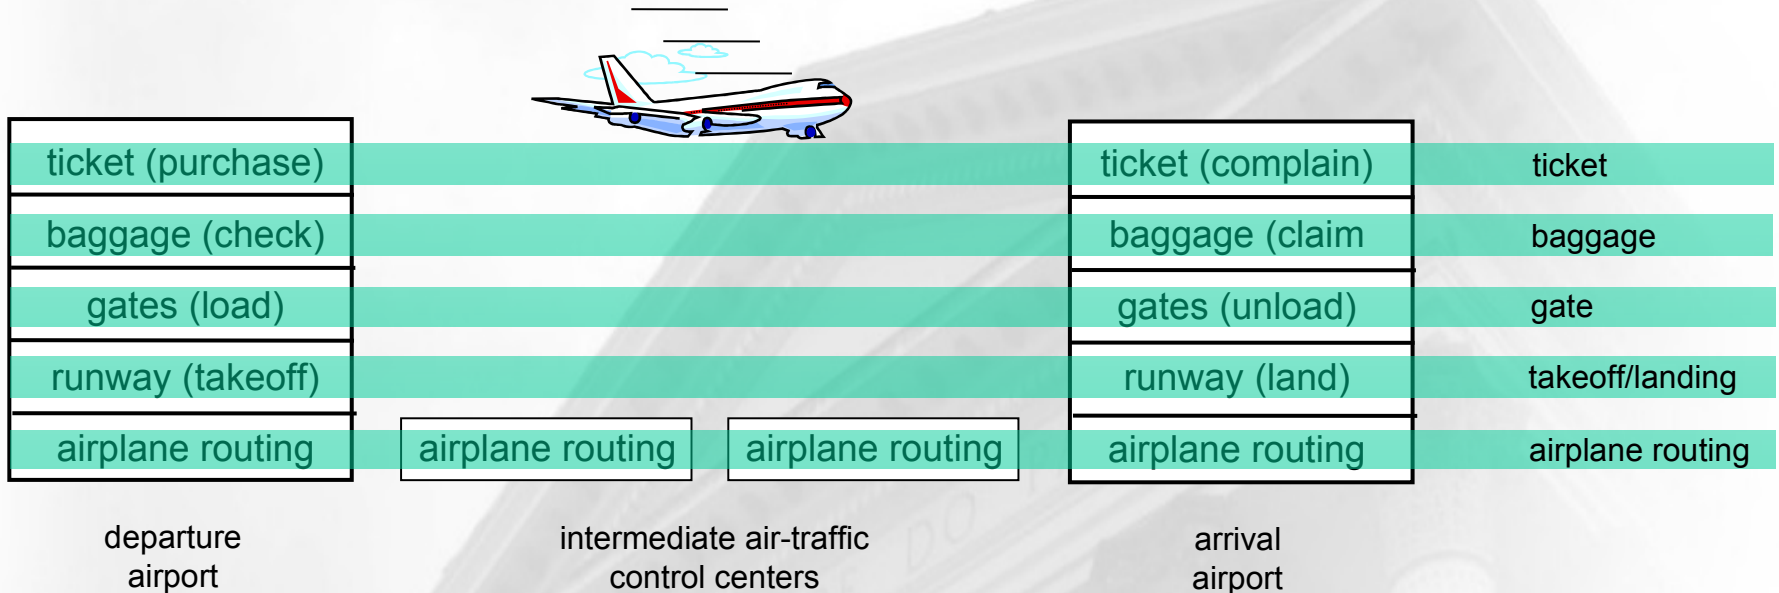 ticket (purchase)
ticket (complain)
ticket
baggage (check)
baggage (claim
baggage
gates (load)
gates (unload)
gate
runway (takeoff)
runway (land)
takeoff/landing
airplane routing
airplane routing
airplane routing
airplane routing
airplane routing
departure
airport
intermediate air-traffic
control centers
arrival
airport